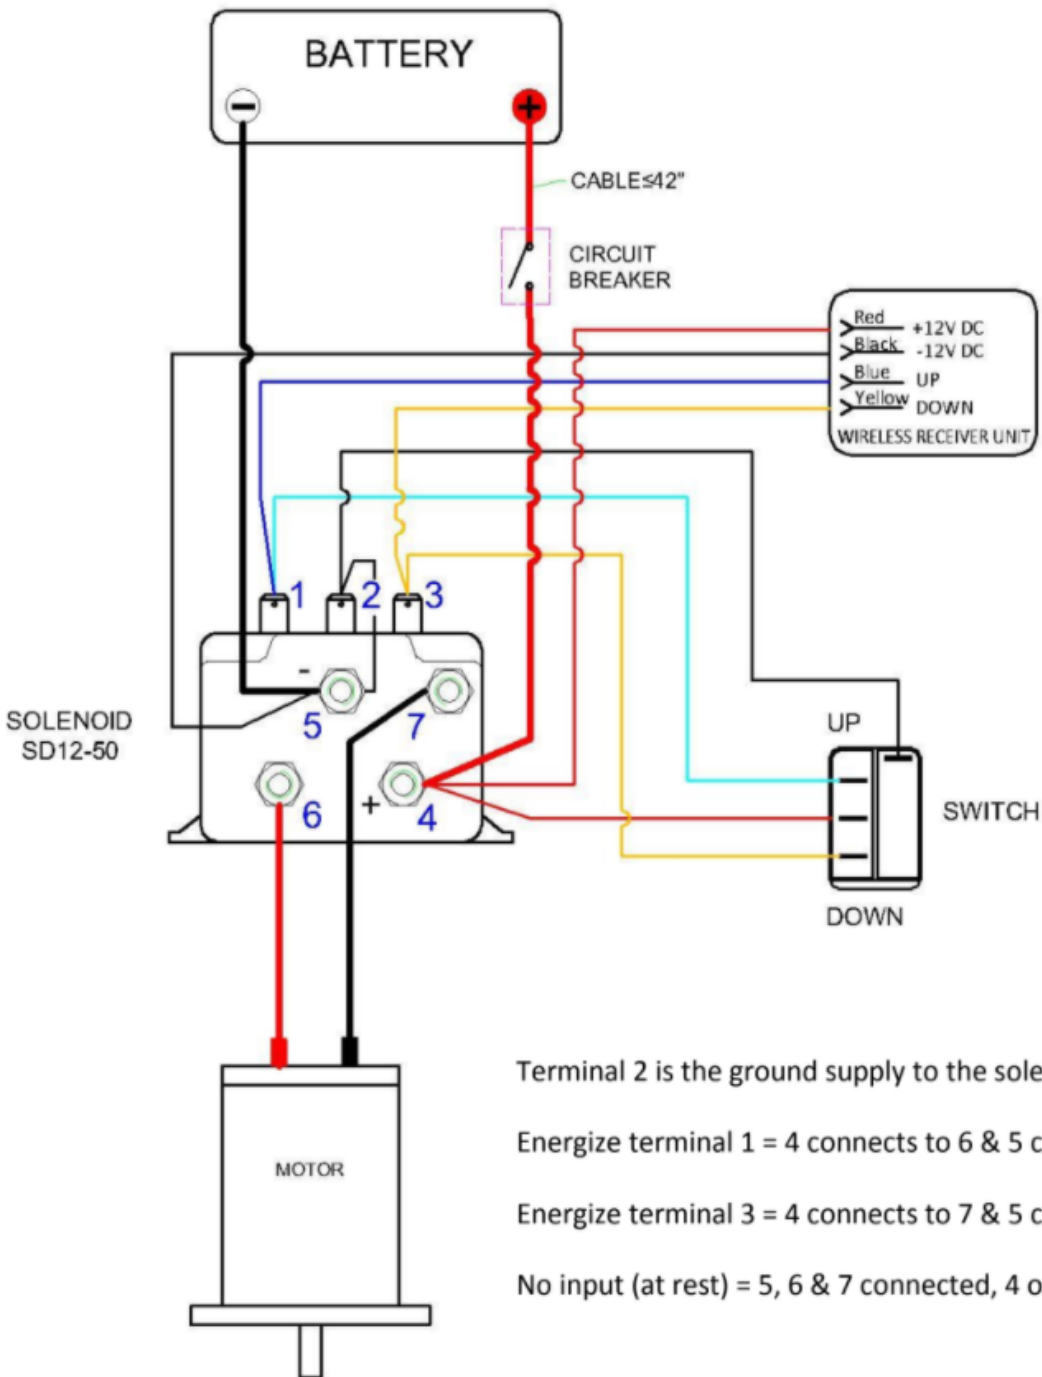 BATTERY
CABLE≤42"
CIRCUIT
BREAKER
Red +12V DC
Black -12V DC
Blue UP
Yellow DOWN
WIRELESS RECEIVER UNIT
1 2 3
-
5 7
SOLENOID
SD12-50
6 + 4
UP
SWITCH
DOWN
MOTOR
Terminal 2 is the ground supply to the sole
Energize terminal 1 = 4 connects to 6 & 5 c
Energize terminal 3 = 4 connects to 7 & 5 c
No input (at rest) = 5, 6 & 7 connected, 4 o